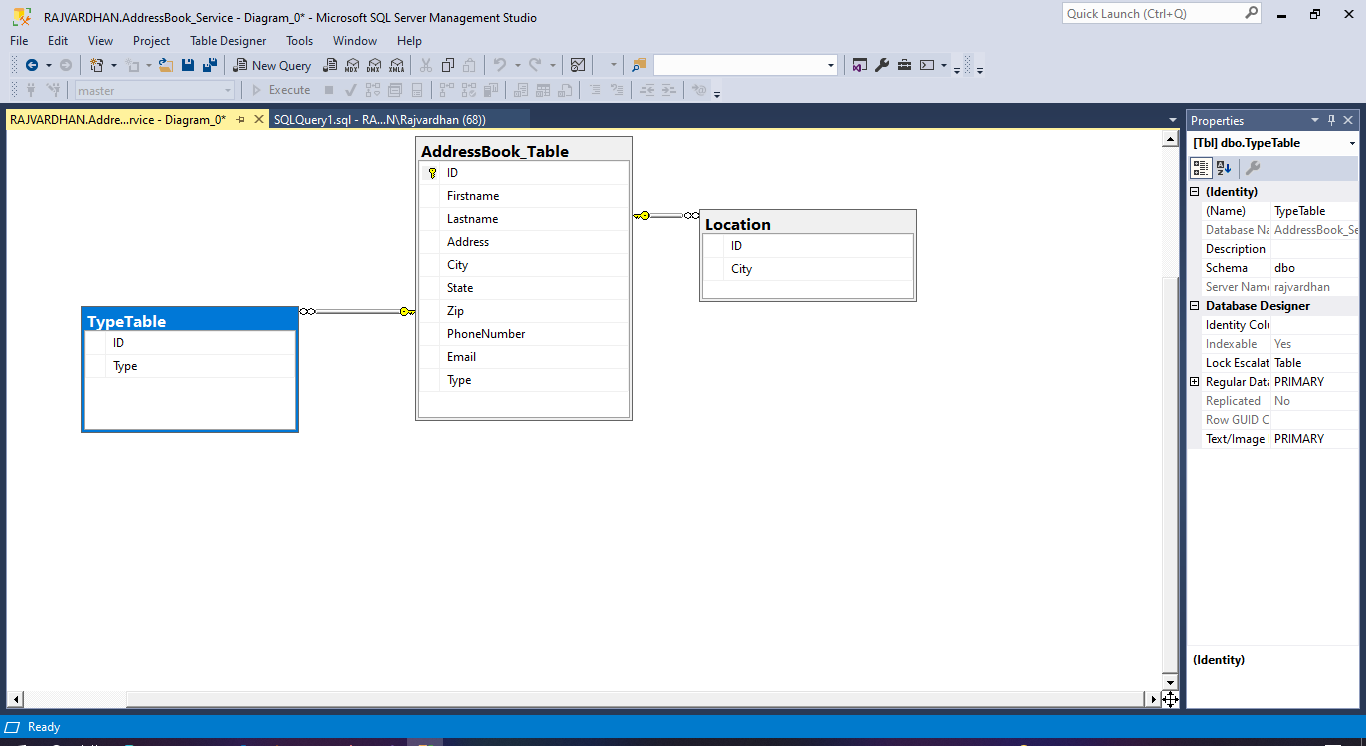 RAJVARDHAN.AddressBook_Service - Diagram_0* - Microsoft SQL Server Management Studio
Quick Launch (Ctrl+Q)
File Edit View Project Table Designer Tools Window Help
New Query MDX DMX XMLA
master Execute
RAJVARDHAN.Addre...rvice - Diagram_0* SQLQuery1.sql - RA...N\Rajvardhan (68))
AddressBook_Table
ID
Firstname
Lastname
Address
City
State
Zip
PhoneNumber
Email
Type
Location
ID
City
TypeTable
ID
Type
Properties
[Tbl] dbo.TypeTable
(Identity)
(Name) TypeTable
Database Na AddressBook_Se
Description
Schema dbo
Server Name rajvardhan
Database Designer
Identity Colu
Indexable Yes
Lock Escalat Table
Regular Data PRIMARY
Replicated No
Row GUID C
Text/Image PRIMARY
(Identity)
Ready